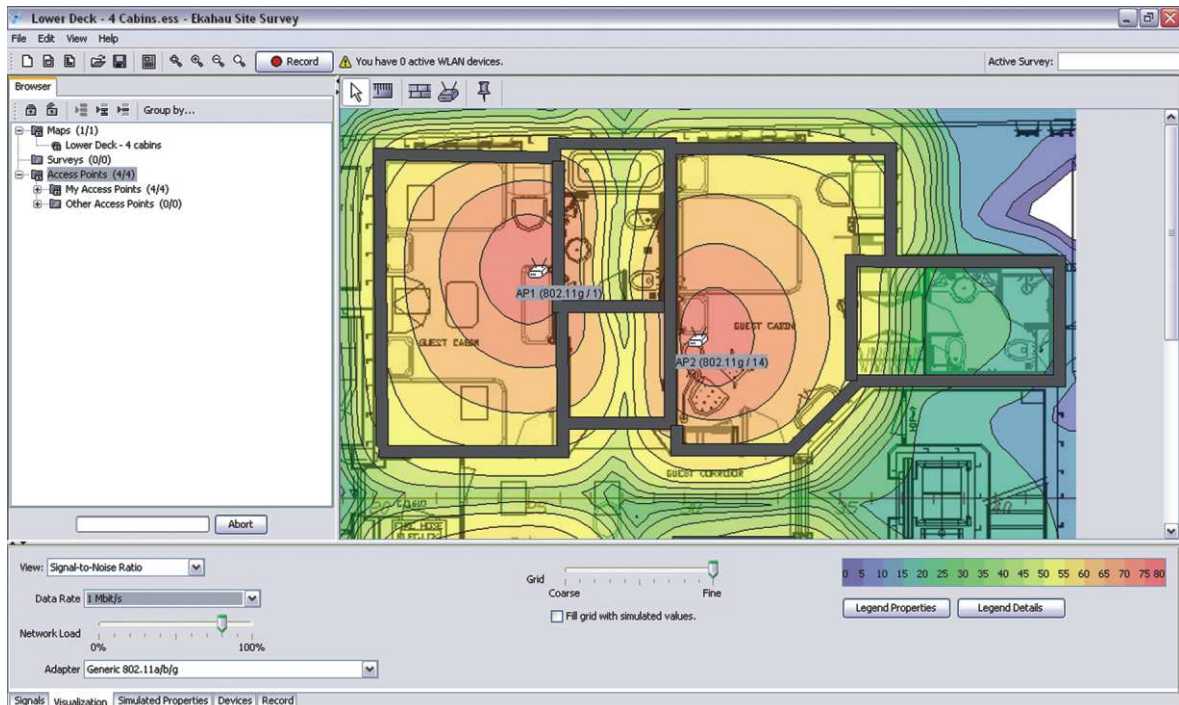 Lower Deck - 4 Cabins.ess - Ekahau Site Survey
File Edit View Help
Record You have 0 active WLAN devices. Active Survey:
Browser
Group by...
Maps (1/1)
Lower Deck - 4 cabins
Surveys (0/0)
Access Points (4/4)
My Access Points (4/4)
Other Access Points (0/0)
AP1 (802.11g / 1)
GUEST CABIN
GUEST CABIN
AP2 (802.11g / 14)
GUEST CORRIDOR
Abort
View: Signal-to-Noise Ratio
Data Rate 1 Mbit/s
Network Load
0% 100%
Adapter Generic 802.11a/b/g
Grid
Coarse Fine
Fill grid with simulated values.
0 5 10 15 20 25 30 35 40 45 50 55 60 65 70 75 80
Legend Properties Legend Details
Signals Visualization Simulated Properties Devices Record